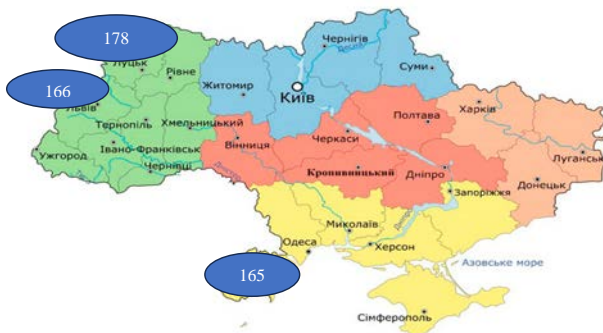 178
Чернігів
Десна
Луцьк
Рівне
Суми
Житомир
Київ
166
Львів
Харків
Полтава
Тернопіль
Хмельницький
Черкаси
Луганськ
Вінниця
Ужгород
Івано-Франківськ
Чернівці
Кропивницький
Дніпро
Донецьк
Запоріжжя
Миколаїв
Одеса
Херсон
165
Азовське море
Сімферополь